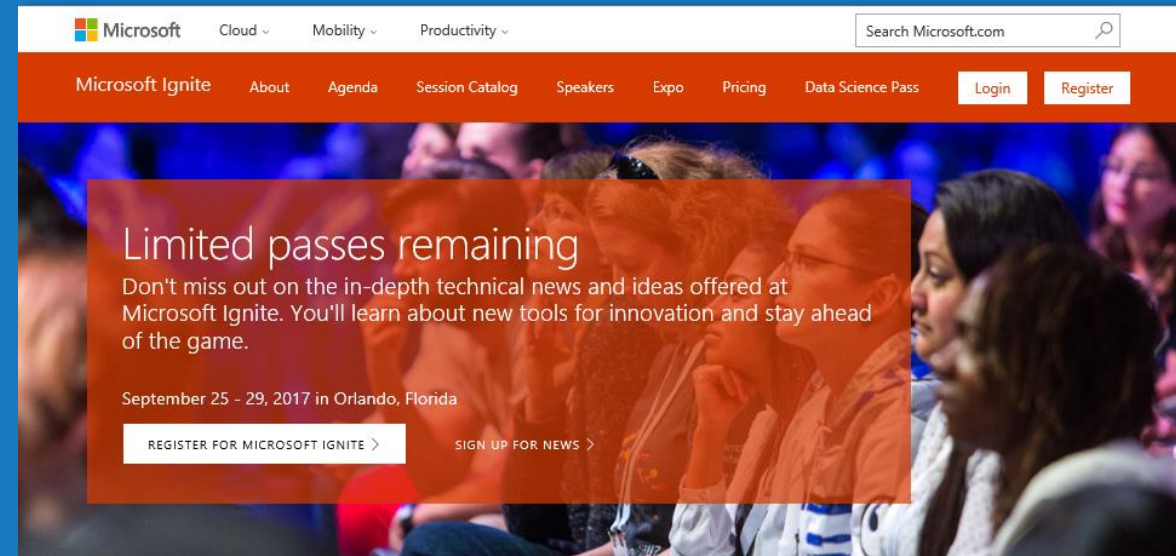 Microsoft Cloud Mobility Productivity Search Microsoft.com
Microsoft Ignite About Agenda Session Catalog Speakers Expo Pricing Data Science Pass Login Register
Limited passes remaining
Don't miss out on the in-depth technical news and ideas offered at
Microsoft Ignite. You'll learn about new tools for innovation and stay ahead
of the game.
September 25 - 29, 2017 in Orlando, Florida
REGISTER FOR MICROSOFT IGNITE > SIGN UP FOR NEWS >